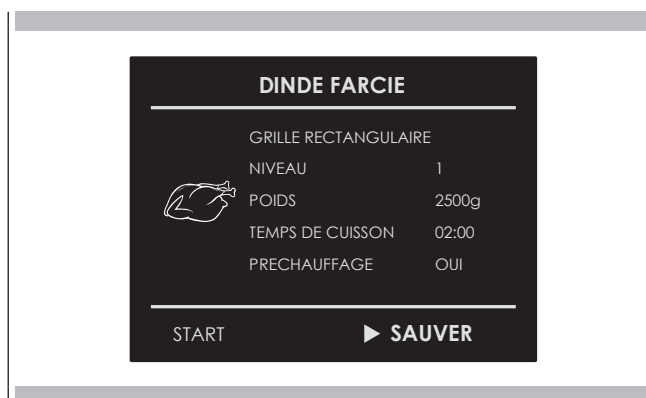 DINDE FARCIE
GRILLE RECTANGULAIRE
NIVEAU 1
POIDS 2500g
TEMPS DE CUISSON 02:00
PRECHAUFFAGE OUI
START ▶ SAUVER